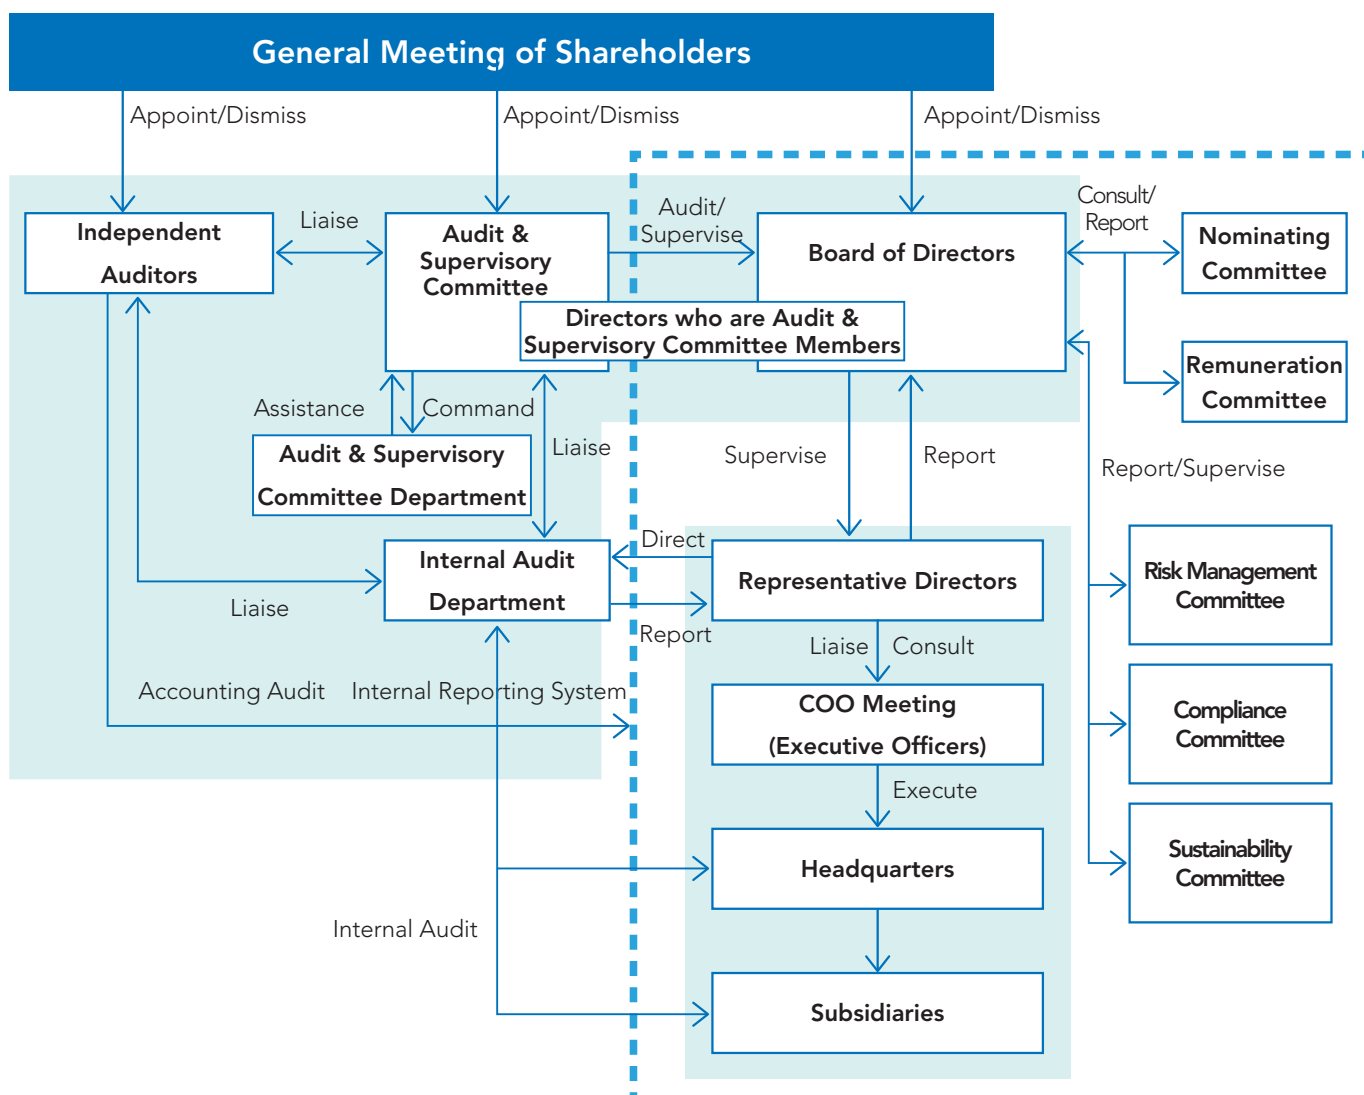 General Meeting of Shareholders
Appoint/Dismiss
Appoint/Dismiss
Appoint/Dismiss
Independent
Auditors
Liaise
Audit &
Supervisory
Committee
Audit/
Supervise
Board of Directors
Consult/
Report
Nominating
Committee
Directors who are Audit &
Supervisory Committee Members
Remuneration
Committee
Assistance
Command
Liaise
Audit & Supervisory
Committee Department
Supervise
Report
Report/Supervise
Internal Audit
Department
Direct
Report
Representative Directors
Risk Management
Committee
Liaise
Liaise
Consult
Accounting Audit
Internal Reporting System
COO Meeting
(Executive Officers)
Compliance
Committee
Execute
Headquarters
Sustainability
Committee
Internal Audit
Subsidiaries